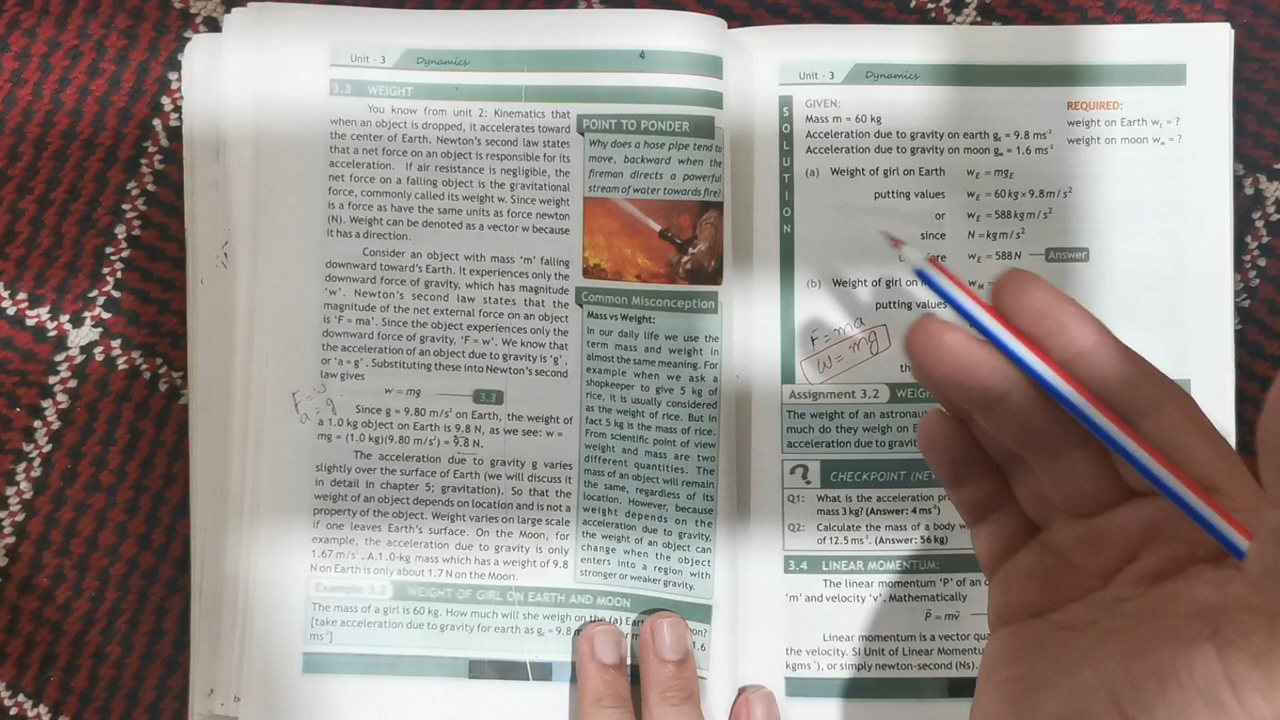 Unit - 3 Dynamics
3.3 WEIGHT
You know from unit 2: Kinematics that
when an object is dropped, it accelerates toward
the center of Earth. Newton's second law states
that a net force on an object is responsible for its
acceleration. If air resistance is negligible, the
net force on a falling object is the gravitational
force, commonly called its weight w. Since weight
is a force as have the same units as force newton
(N). Weight can be denoted as a vector w because
it has a direction.
Consider an object with mass 'm' falling
downward toward's Earth. It experiences only the
downward force of gravity, which has magnitude
'w'. Newton's second law states that the
magnitude of the net external force on an object
is 'F = ma'. Since the object experiences only the
downward force of gravity, 'F = w'. We know that
the acceleration of an object due to gravity is 'g',
or 'a = g'. Substituting these into Newton's second
law gives
w = mg 3.3
F = w
a = g
Since g = 9.80 m/s² on Earth, the weight of
a 1.0 kg object on Earth is 9.8 N, as we see: w =
mg = (1.0 kg)(9.80 m/s²) = 9.8 N.
The acceleration due to gravity g varies
slightly over the surface of Earth (we will discuss it
in detail in chapter 5; gravitation). So that the
weight of an object depends on location and is not a
property of the object. Weight varies on large scale
if one leaves Earth's surface. On the Moon, for
example, the acceleration due to gravity is only
1.67 m/s². A.1.0-kg mass which has a weight of 9.8
N on Earth is only about 1.7 N on the Moon.
POINT TO PONDER
Why does a hose pipe tend to
move, backward when the
fireman directs a powerful
stream of water towards fire?
Common Misconception
Mass vs Weight:
In our daily life we use the
term mass and weight in
almost the same meaning. For
example when we ask a
shopkeeper to give 5 kg of
rice, it is usually considered
as the weight of rice. But in
fact 5 kg is the mass of rice.
From scientific point of view
weight and mass are two
different quantities. The
mass of an object will remain
the same, regardless of its
location. However, because
weight depends on the
acceleration due to gravity,
the weight of an object can
change when the object
enters into a region with
stronger or weaker gravity.
Example 3.2 WEIGHT OF GIRL ON EARTH AND MOON
The mass of a girl is 60 kg. How much will she weigh on the (a) Ear on?
[take acceleration due to gravity for earth as gₑ = 9.8 m 1.6
ms⁻²]
Unit - 3 Dynamics
SOLUTION
GIVEN:
Mass m = 60 kg
Acceleration due to gravity on earth gₑ = 9.8 ms⁻²
Acceleration due to gravity on moon gₘ = 1.6 ms⁻²
REQUIRED:
weight on Earth wₑ = ?
weight on moon wₘ = ?
(a) Weight of girl on Earth w_E = mg_E
putting values w_E = 60 kg × 9.8 m/s²
or w_E = 588 kg m/s²
since N = kg m/s²
w_E = 588 N Answer
(b) Weight of girl on w_M =
putting values
F = ma
w = mg
th
Assignment 3.2 WEIGH
The weight of an astronau
much do they weigh on E
acceleration due to gravit
? CHECKPOINT (NEW
Q1: What is the acceleration pr
mass 3 kg? (Answer: 4 ms⁻²)
Q2: Calculate the mass of a body w
of 12.5 ms⁻². (Answer: 56 kg)
3.4 LINEAR MOMENTUM:
The linear momentum 'P' of an o
'm' and velocity 'v'. Mathematically
P⃗ = mv⃗
Linear momentum is a vector qua
the velocity. SI Unit of Linear Momentu
kgms⁻¹), or simply newton-second (Ns).